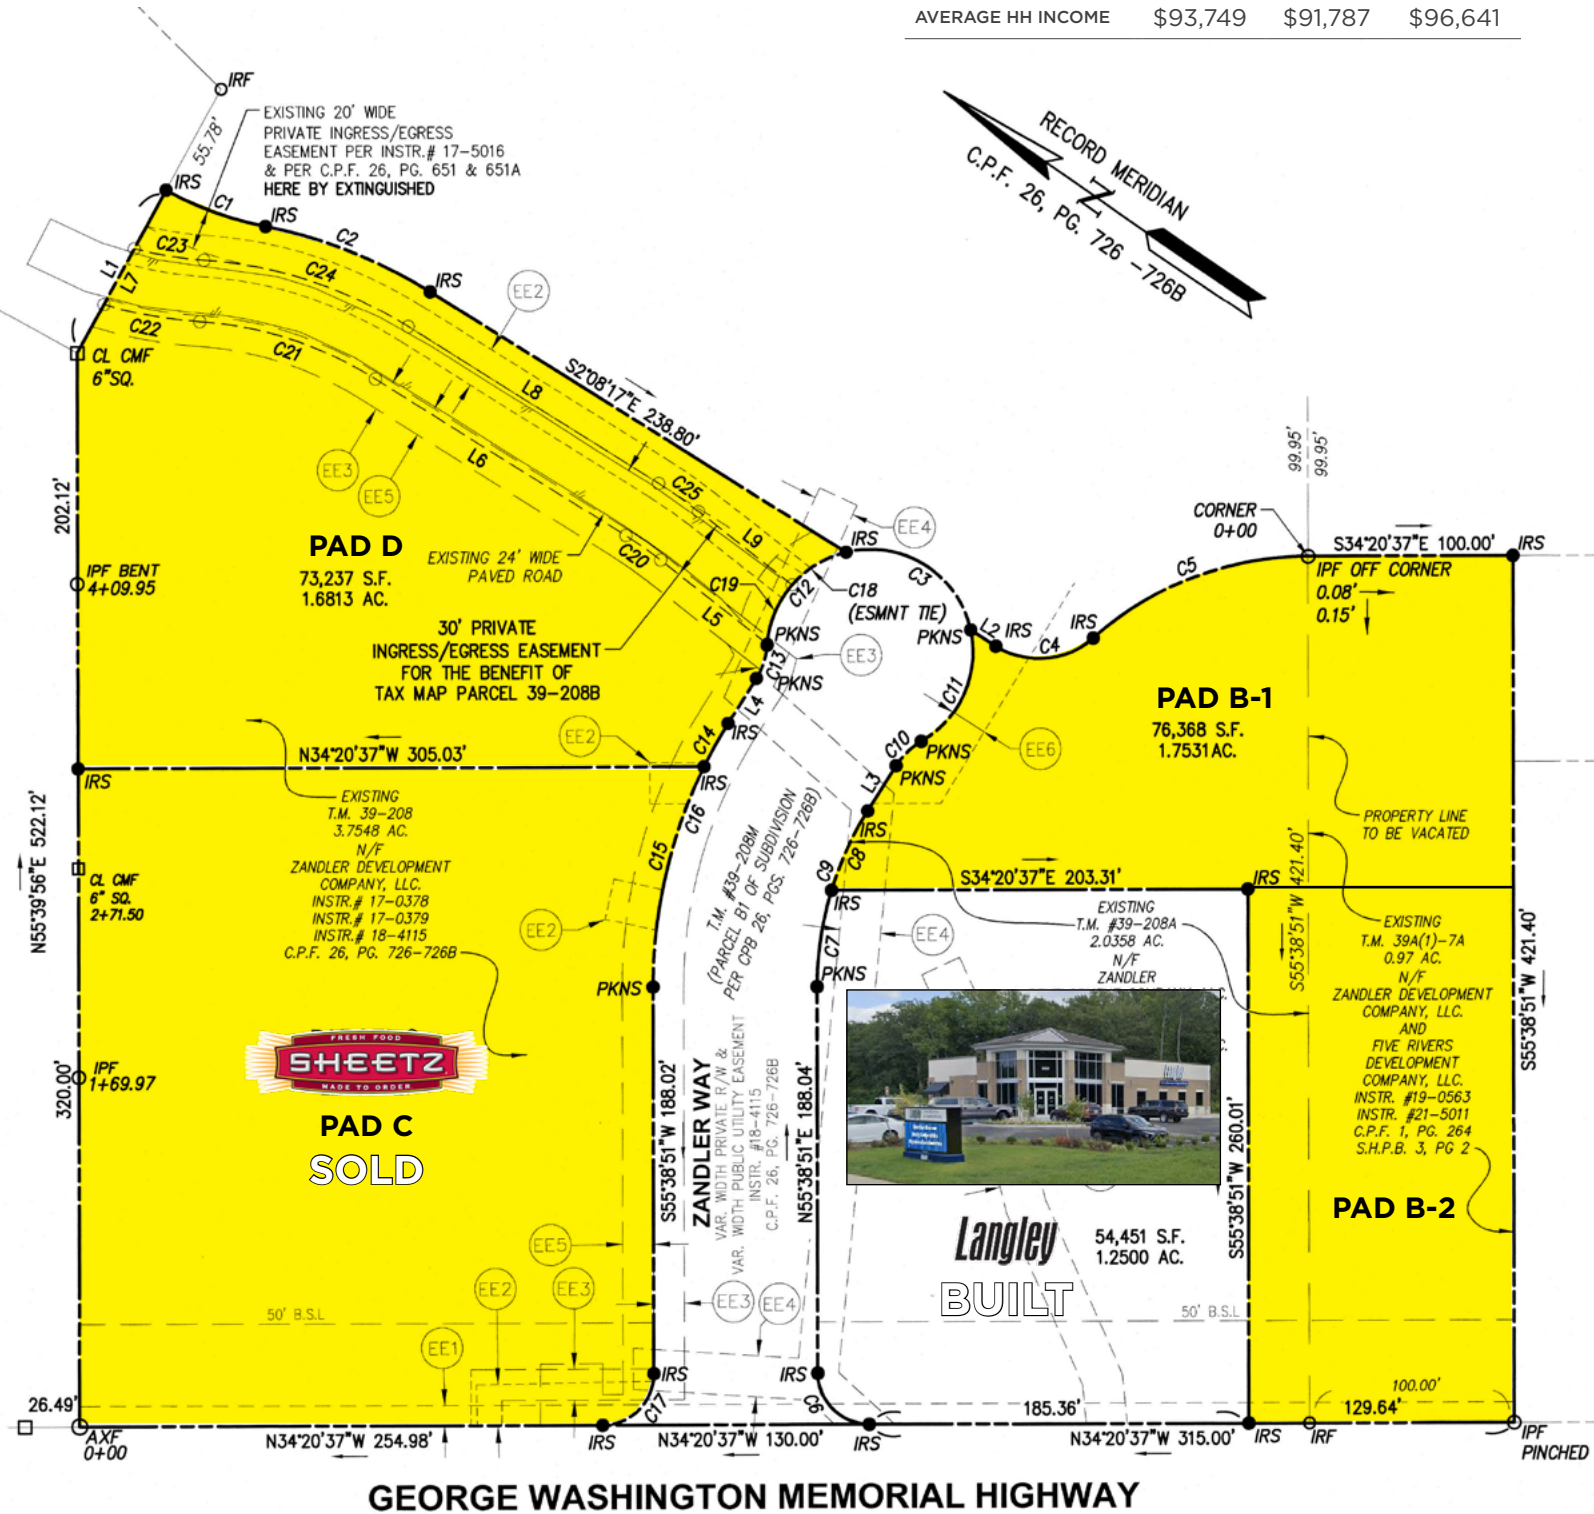 AVERAGE HH INCOME $93,749 $91,787 $96,641
IRF
55.78'
EXISTING 20' WIDE
PRIVATE INGRESS/EGRESS
EASEMENT PER INSTR.# 17-5016
& PER C.P.F. 26, PG. 651 & 651A
HERE BY EXTINGUISHED
RECORD MERIDIAN
N
C.P.F. 26, PG. 726 -726B
IRS
C1
IRS
C2
IRS
C23
C24
L1
L7
C22
C21
EE2
CL CMF
6"SQ.
S2°08'17"E 238.80'
L8
L6
EE3
EE5
C25
L9
C20
L5
202.12'
PAD D
73,237 S.F.
1.6813 AC.
EXISTING 24' WIDE
PAVED ROAD
IPF BENT
4+09.95
30' PRIVATE
INGRESS/EGRESS EASEMENT
FOR THE BENEFIT OF
TAX MAP PARCEL 39-208B
EE4
IRS
C3
C19
C12
C18
(ESMNT TIE)
PKNS
C13
PKNS
EE3
PKNS
L2
IRS
C4
IRS
C5
99.95'
99.95'
CORNER
0+00
S34°20'37"E 100.00'
IRS
IPF OFF CORNER
0.08'
0.15'
L4
IRS
C14
EE2
C11
C10
PKNS
PKNS
EE6
L3
IRS
PAD B-1
76,368 S.F.
1.7531AC.
N34°20'37"W 305.03'
IRS
IRS
C16
C15
C8
C9
IRS
PROPERTY LINE
TO BE VACATED
S34°20'37"E 203.31'
IRS
S55°38'51"W 421.40'
N55°39'56"E 522.12'
EXISTING
T.M. 39-208
3.7548 AC.
N/F
ZANDLER DEVELOPMENT
COMPANY, LLC.
INSTR.# 17-0378
INSTR.# 17-0379
INSTR.# 18-4115
C.P.F. 26, PG. 726-726B
CL CMF
6" SQ.
2+71.50
T.M. #39-208M
(PARCEL B1 OF SUBDIVISION
PER CPB 26, PGS. 726-726B)
EE2
EE4
C7
PKNS
PKNS
EXISTING
T.M. #39-208A
2.0358 AC.
N/F
ZANDLER
EXISTING
T.M. 39A(1)-7A
0.97 AC.
N/F
ZANDLER DEVELOPMENT
COMPANY, LLC.
AND
FIVE RIVERS
DEVELOPMENT
COMPANY, LLC.
INSTR. #19-0563
INSTR. #21-5011
C.P.F. 1, PG. 264
S.H.P.B. 3, PG 2
S55°38'51"W 421.40'
FRESH FOOD
SHEETZ
MADE TO ORDER
IPF
1+69.97
320.00'
PAD C
SOLD
S55°38'51"W 188.02'
ZANDLER WAY
VAR. WIDTH PRIVATE R/W &
VAR. WIDTH PUBLIC UTILITY EASEMENT
INSTR. #18-4115
C.P.F. 26, PG. 726-726B
N55°38'51"E 188.04'
S55°38'51"W 260.01'
PAD B-2
Langley
54,451 S.F.
1.2500 AC.
BUILT
EE5
EE2
EE3
EE3
EE4
EE1
50' B.S.L
50' B.S.L
IRS
C17
IRS
C6
26.49'
AXF
0+00
N34°20'37"W 254.98'
IRS
N34°20'37"W 130.00'
IRS
185.36'
N34°20'37"W 315.00'
IRS
IRF
100.00'
129.64'
IPF
PINCHED
GEORGE WASHINGTON MEMORIAL HIGHWAY